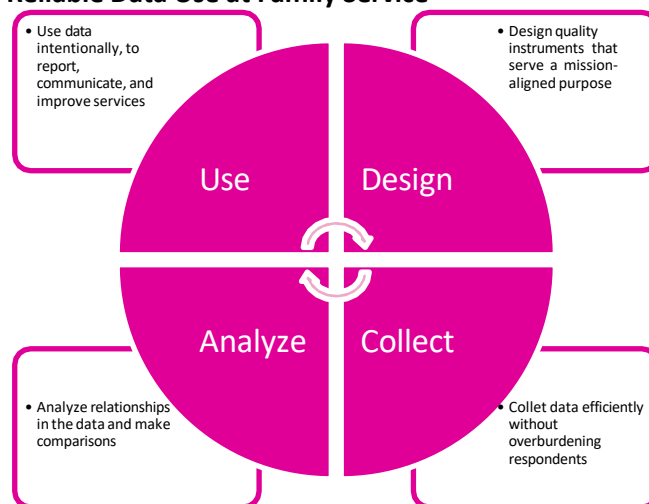 Reliable Data Use at Family Service
• Use data
intentionally, to
report,
communicate, and
improve services
• Design quality
instruments that
serve a mission-
aligned purpose
Use
Design
Analyze
Collect
• Analyze relationships
in the data and make
comparisons
• Collet data efficiently
without
overburdening
respondents